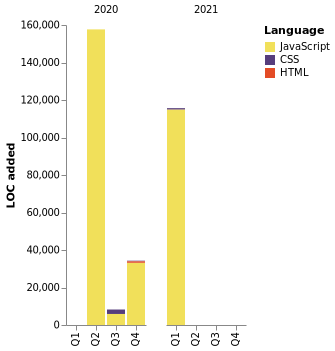 2020 2021
Language
JavaScript
CSS
HTML
LOC added
160,000
140,000
120,000
100,000
80,000
60,000
40,000
20,000
0
Q1 Q2 Q3 Q4 Q1 Q2 Q3 Q4